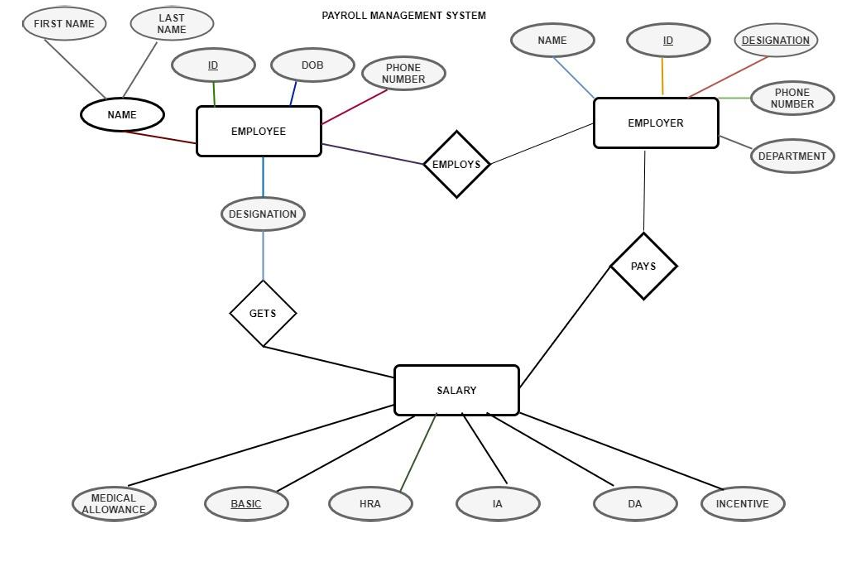 PAYROLL MANAGEMENT SYSTEM
FIRST NAME
LAST
NAME
NAME
ID
DESIGNATION
ID
DOB
PHONE
NUMBER
PHONE
NUMBER
NAME
EMPLOYEE
EMPLOYER
EMPLOYS
DEPARTMENT
DESIGNATION
PAYS
GETS
SALARY
MEDICAL
ALLOWANCE
BASIC
HRA
IA
DA
INCENTIVE